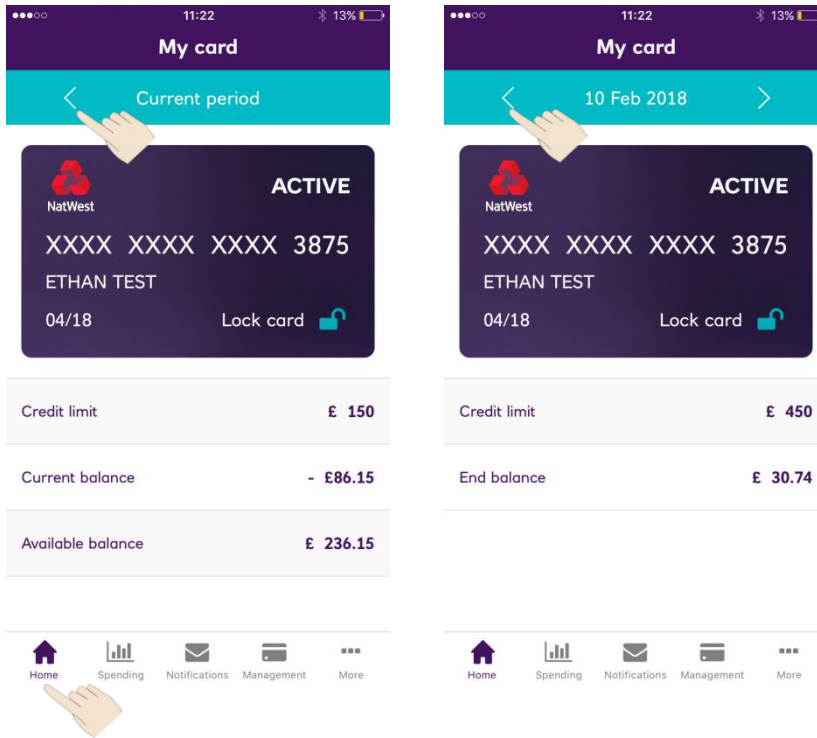 11:22
13%
My card
Current period
NatWest
ACTIVE
XXXX XXXX XXXX 3875
ETHAN TEST
04/18
Lock card
Credit limit
£ 150
Current balance
- £86.15
Available balance
£ 236.15
Home
Spending
Notifications
Management
More
11:22
13%
My card
10 Feb 2018
NatWest
ACTIVE
XXXX XXXX XXXX 3875
ETHAN TEST
04/18
Lock card
Credit limit
£ 450
End balance
£ 30.74
Home
Spending
Notifications
Management
More